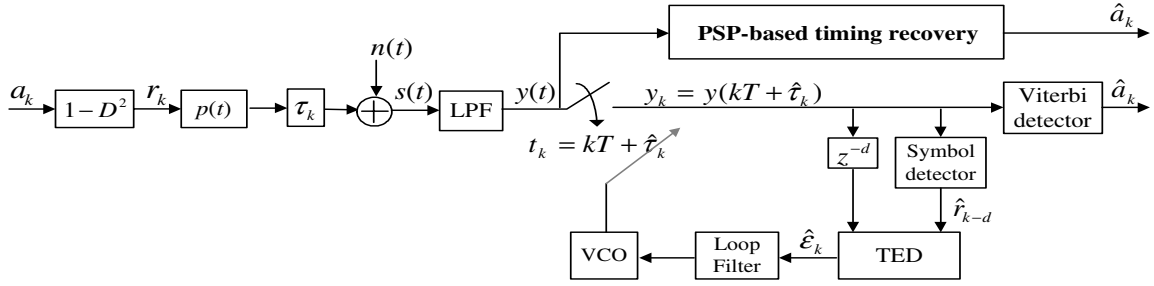 PSP-based timing recovery
â_k
n(t)
a_k
1 − D²
r_k
p(t)
τ_k
s(t)
LPF
y(t)
y_k = y(kT + τ̂_k)
Viterbi
detector
â_k
t_k = kT + τ̂_k
z^{-d}
Symbol
detector
r̂_{k−d}
VCO
Loop
Filter
ε̂_k
TED